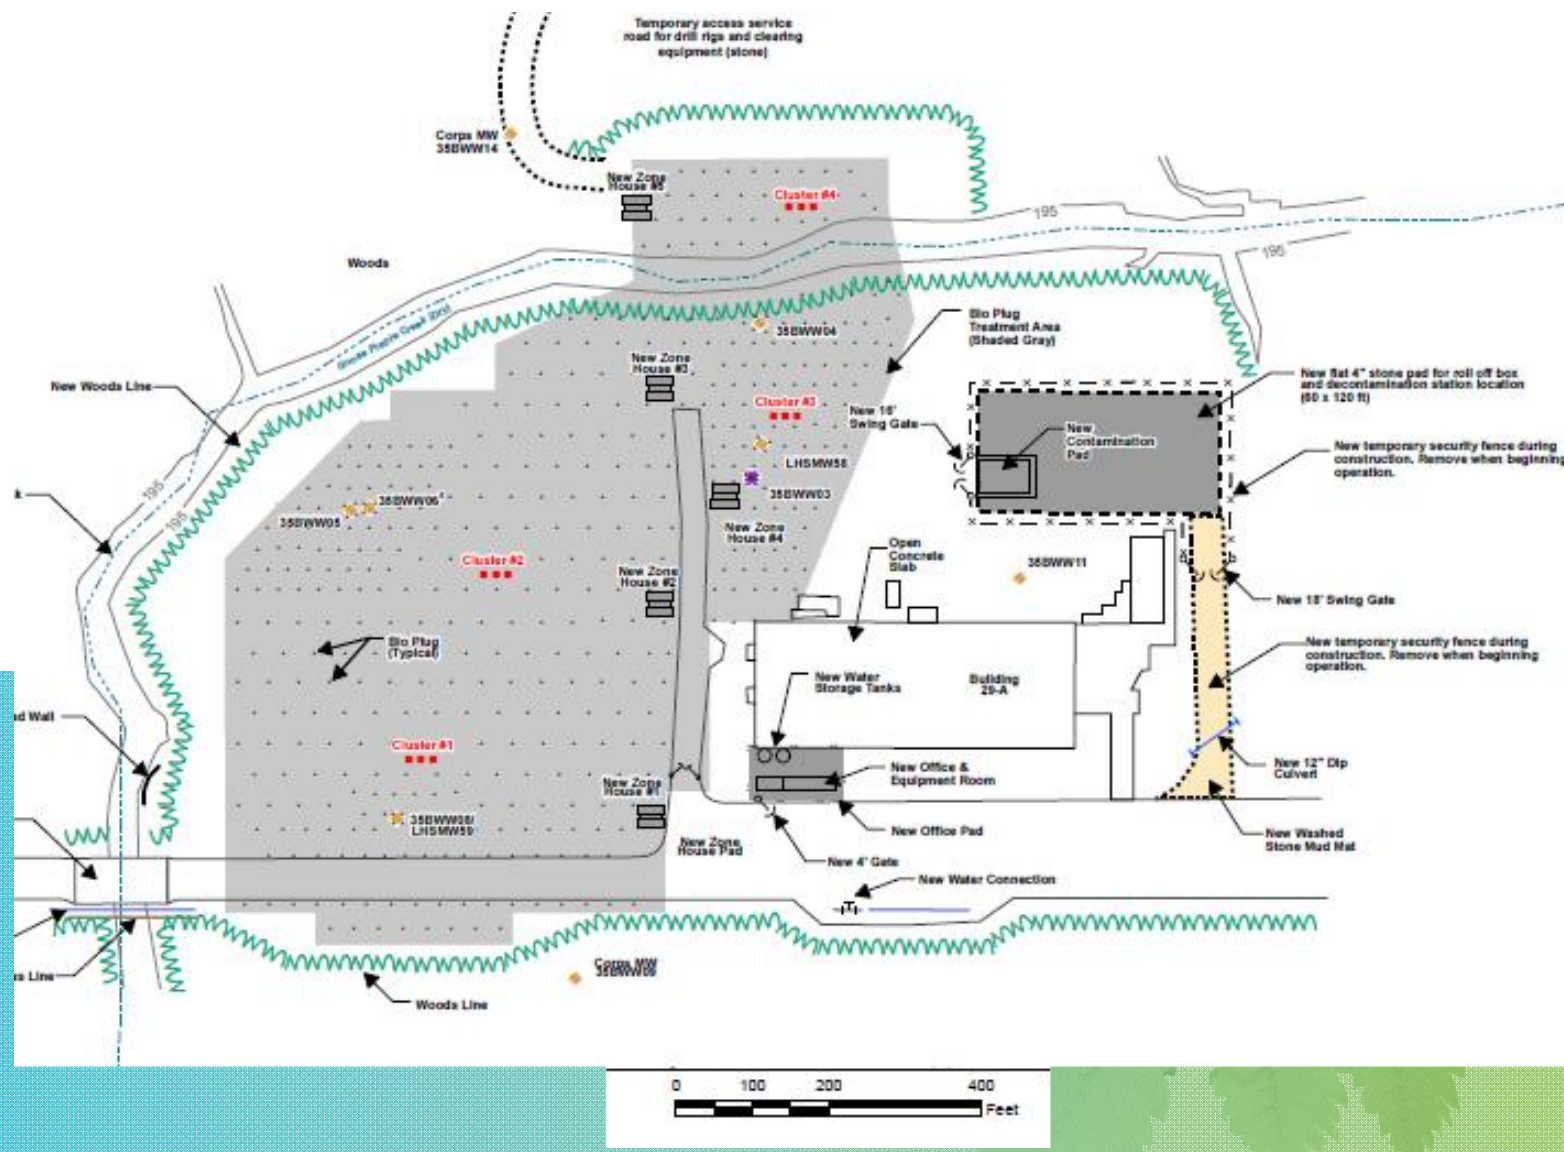 Temporary access service
road for drill rigs and clearing
equipment (stone)
Corps MW
35BWW14
New Zone
House #5
Cluster #4
195
195
Woods
Bio Plug
Treatment Area
(Shaded Gray)
35BWW04
New Zone
House #3
New Woods Line
Cluster #3
New 16'
Swing Gate
New
Contamination
Pad
New flat 4" stone pad for roll off box
and decontamination station location
(60 x 120 ft)
New temporary security fence during
construction. Remove when beginning
operation.
LHSMW58
35BWW03
New Zone
House #4
k
195
195
35BWW06
35BWW05
Cluster #2
New Zone
House #2
Open
Concrete
Slab
35BWW11
New 18' Swing Gate
Bio Plug
(Typical)
New Water
Storage Tanks
Building
29-A
New temporary security fence during
construction. Remove when beginning
operation.
ad Wall
Cluster #1
New Zone
House #1
New Office &
Equipment Room
New 12" Dip
Culvert
35BWW08/
LHSMW59
New Zone
House Pad
New Office Pad
New Washed
Stone Mud Mat
New 4' Gate
New Water Connection
ds Line
Corps MW
35BWW09
Woods Line
0 100 200 400
Feet